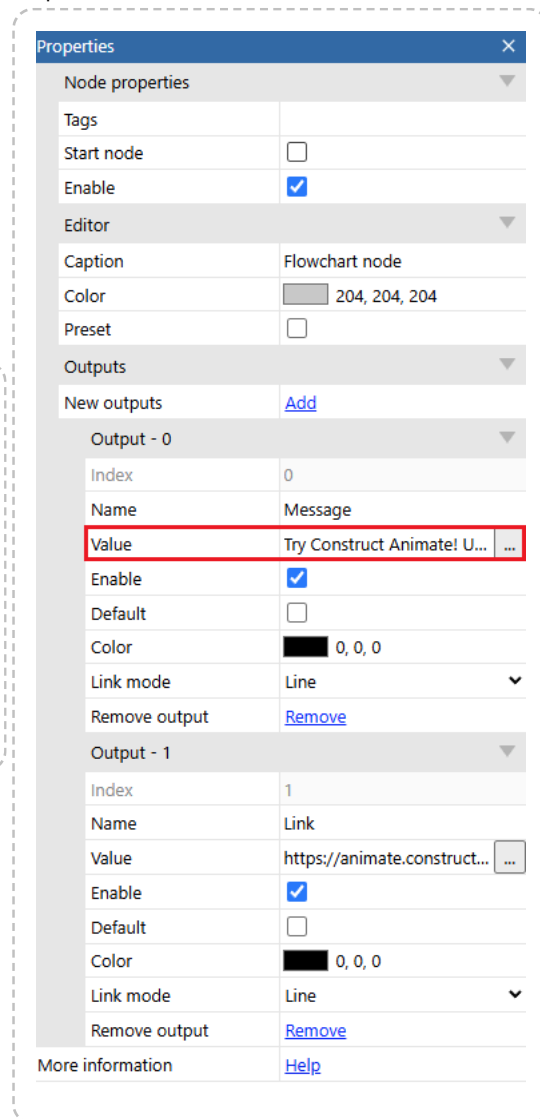 Properties
Node properties
Tags
Start node
Enable
Editor
Caption Flowchart node
Color 204, 204, 204
Preset
Outputs
New outputs Add
Output - 0
Index 0
Name Message
Value Try Construct Animate! U... ...
Enable
Default
Color 0, 0, 0
Link mode Line
Remove output Remove
Output - 1
Index 1
Name Link
Value https://animate.construct... ...
Enable
Default
Color 0, 0, 0
Link mode Line
Remove output Remove
More information Help